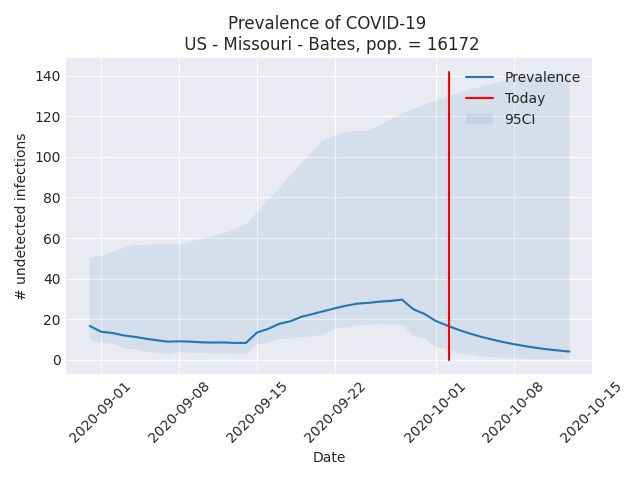 Prevalence of COVID-19
US - Missouri - Bates, pop. = 16172
140
120
100
80
60
40
20
0
# undetected infections
Prevalence
Today
95CI
2020-09-01
2020-09-08
2020-09-15
2020-09-22
2020-10-01
2020-10-08
2020-10-15
Date